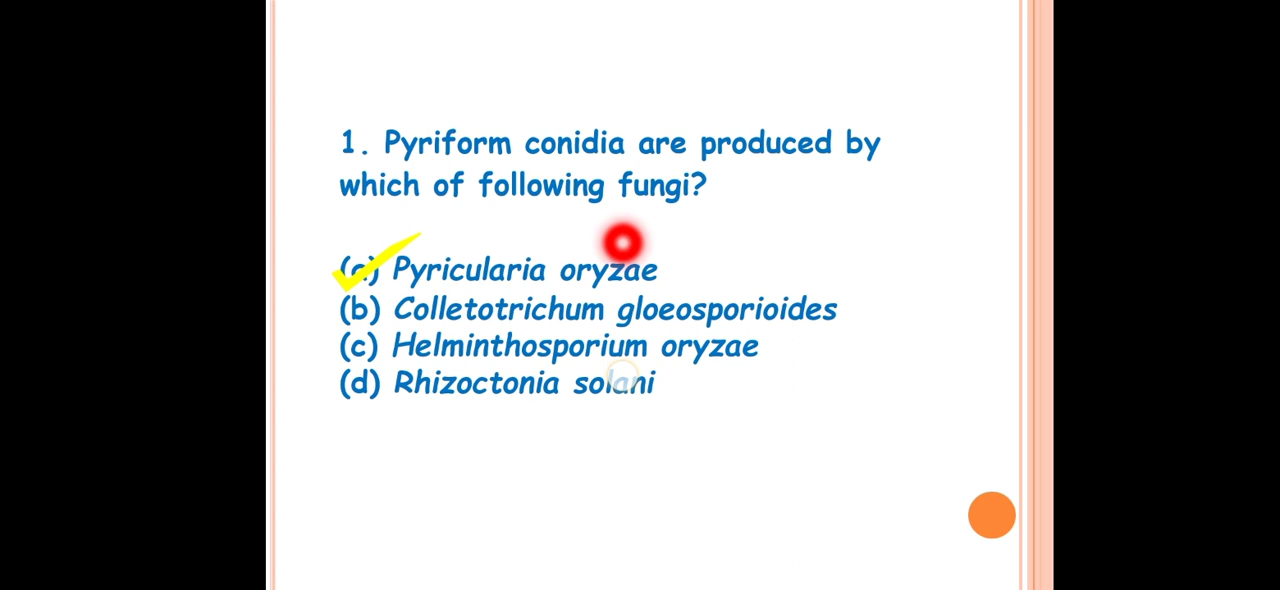 1. Pyriform conidia are produced by
which of following fungi?
(a) Pyricularia oryzae
(b) Colletotrichum gloeosporioides
(c) Helminthosporium oryzae
(d) Rhizoctonia solani